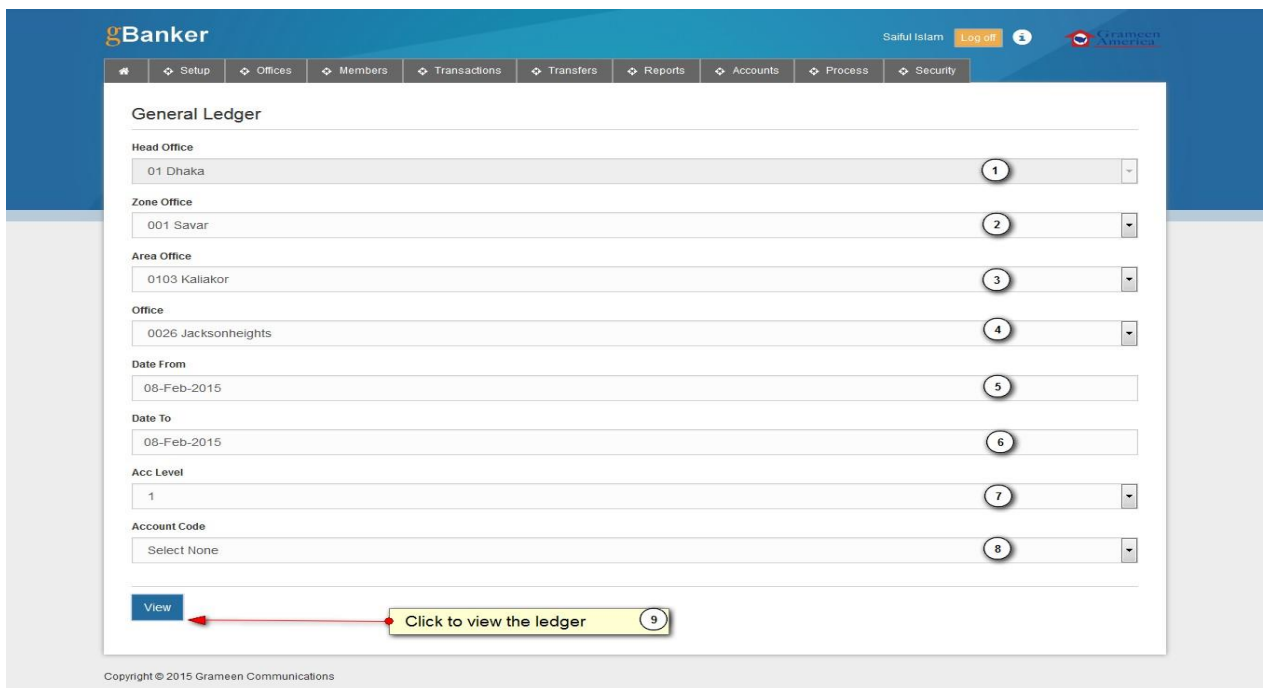 gBanker
Saiful Islam Log off i Grameen America
Setup Offices Members Transactions Transfers Reports Accounts Process Security
General Ledger
Head Office
01 Dhaka 1
Zone Office
001 Savar 2
Area Office
0103 Kaliakor 3
Office
0026 Jacksonheights 4
Date From
08-Feb-2015 5
Date To
08-Feb-2015 6
Acc Level
1 7
Account Code
Select None 8
View
Click to view the ledger 9
Copyright © 2015 Grameen Communications